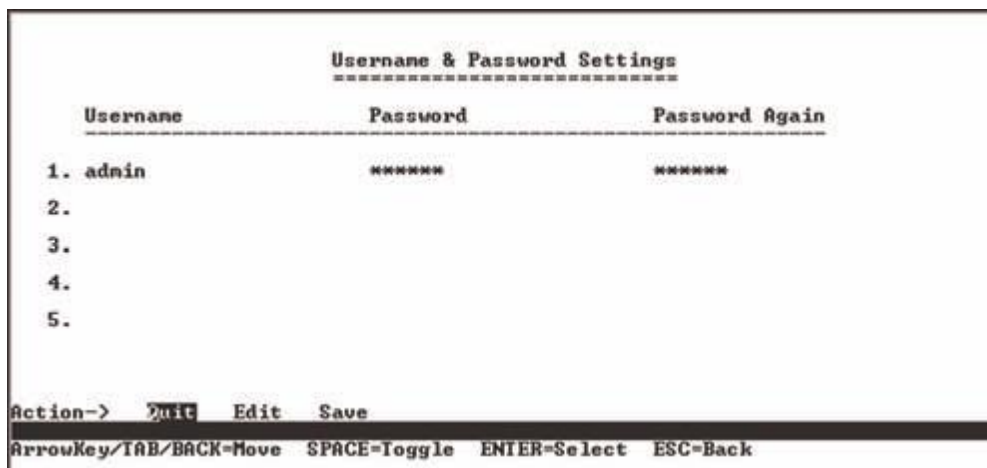 Username & Password Settings
============================
Username Password Password Again
------------------------------------------------------------
1. admin ****** ******
2.
3.
4.
5.
Action-> Quit Edit Save
ArrowKey/TAB/BACK=Move SPACE=Toggle ENTER=Select ESC=Back